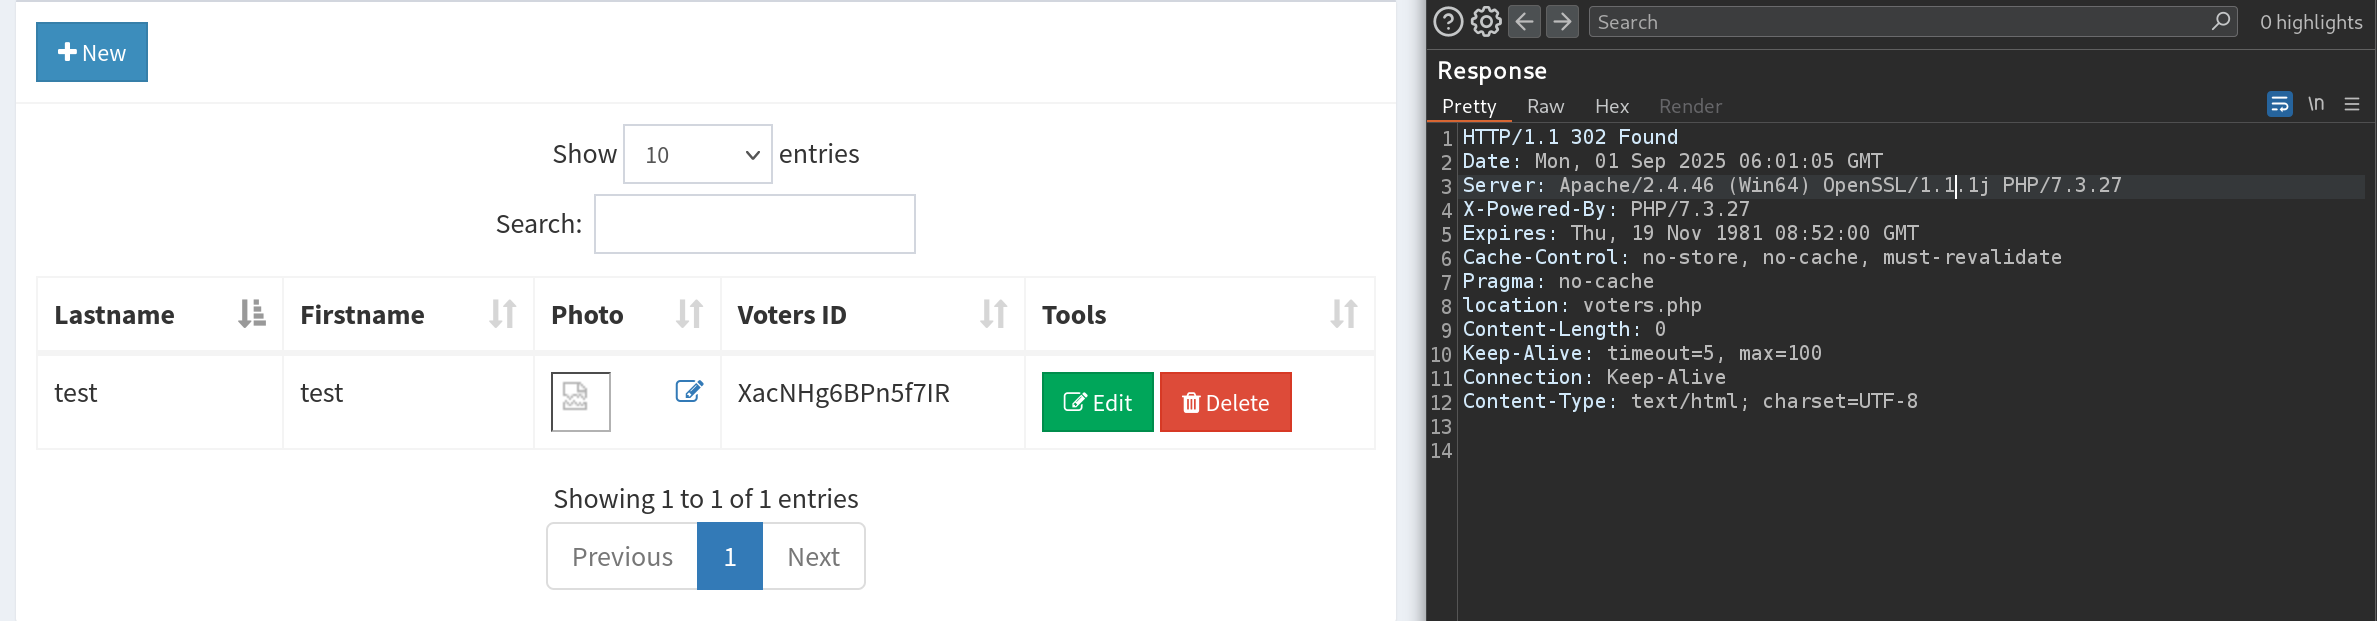 New
Show 10 entries
Search:
Lastname Firstname Photo Voters ID Tools
test test XacNHg6BPn5f7IR Edit Delete
Showing 1 to 1 of 1 entries
Previous 1 Next
Search 0 highlights
Response
Pretty Raw Hex Render \n
1 HTTP/1.1 302 Found
2 Date: Mon, 01 Sep 2025 06:01:05 GMT
3 Server: Apache/2.4.46 (Win64) OpenSSL/1.1.1j PHP/7.3.27
4 X-Powered-By: PHP/7.3.27
5 Expires: Thu, 19 Nov 1981 08:52:00 GMT
6 Cache-Control: no-store, no-cache, must-revalidate
7 Pragma: no-cache
8 location: voters.php
9 Content-Length: 0
10 Keep-Alive: timeout=5, max=100
11 Connection: Keep-Alive
12 Content-Type: text/html; charset=UTF-8
13
14